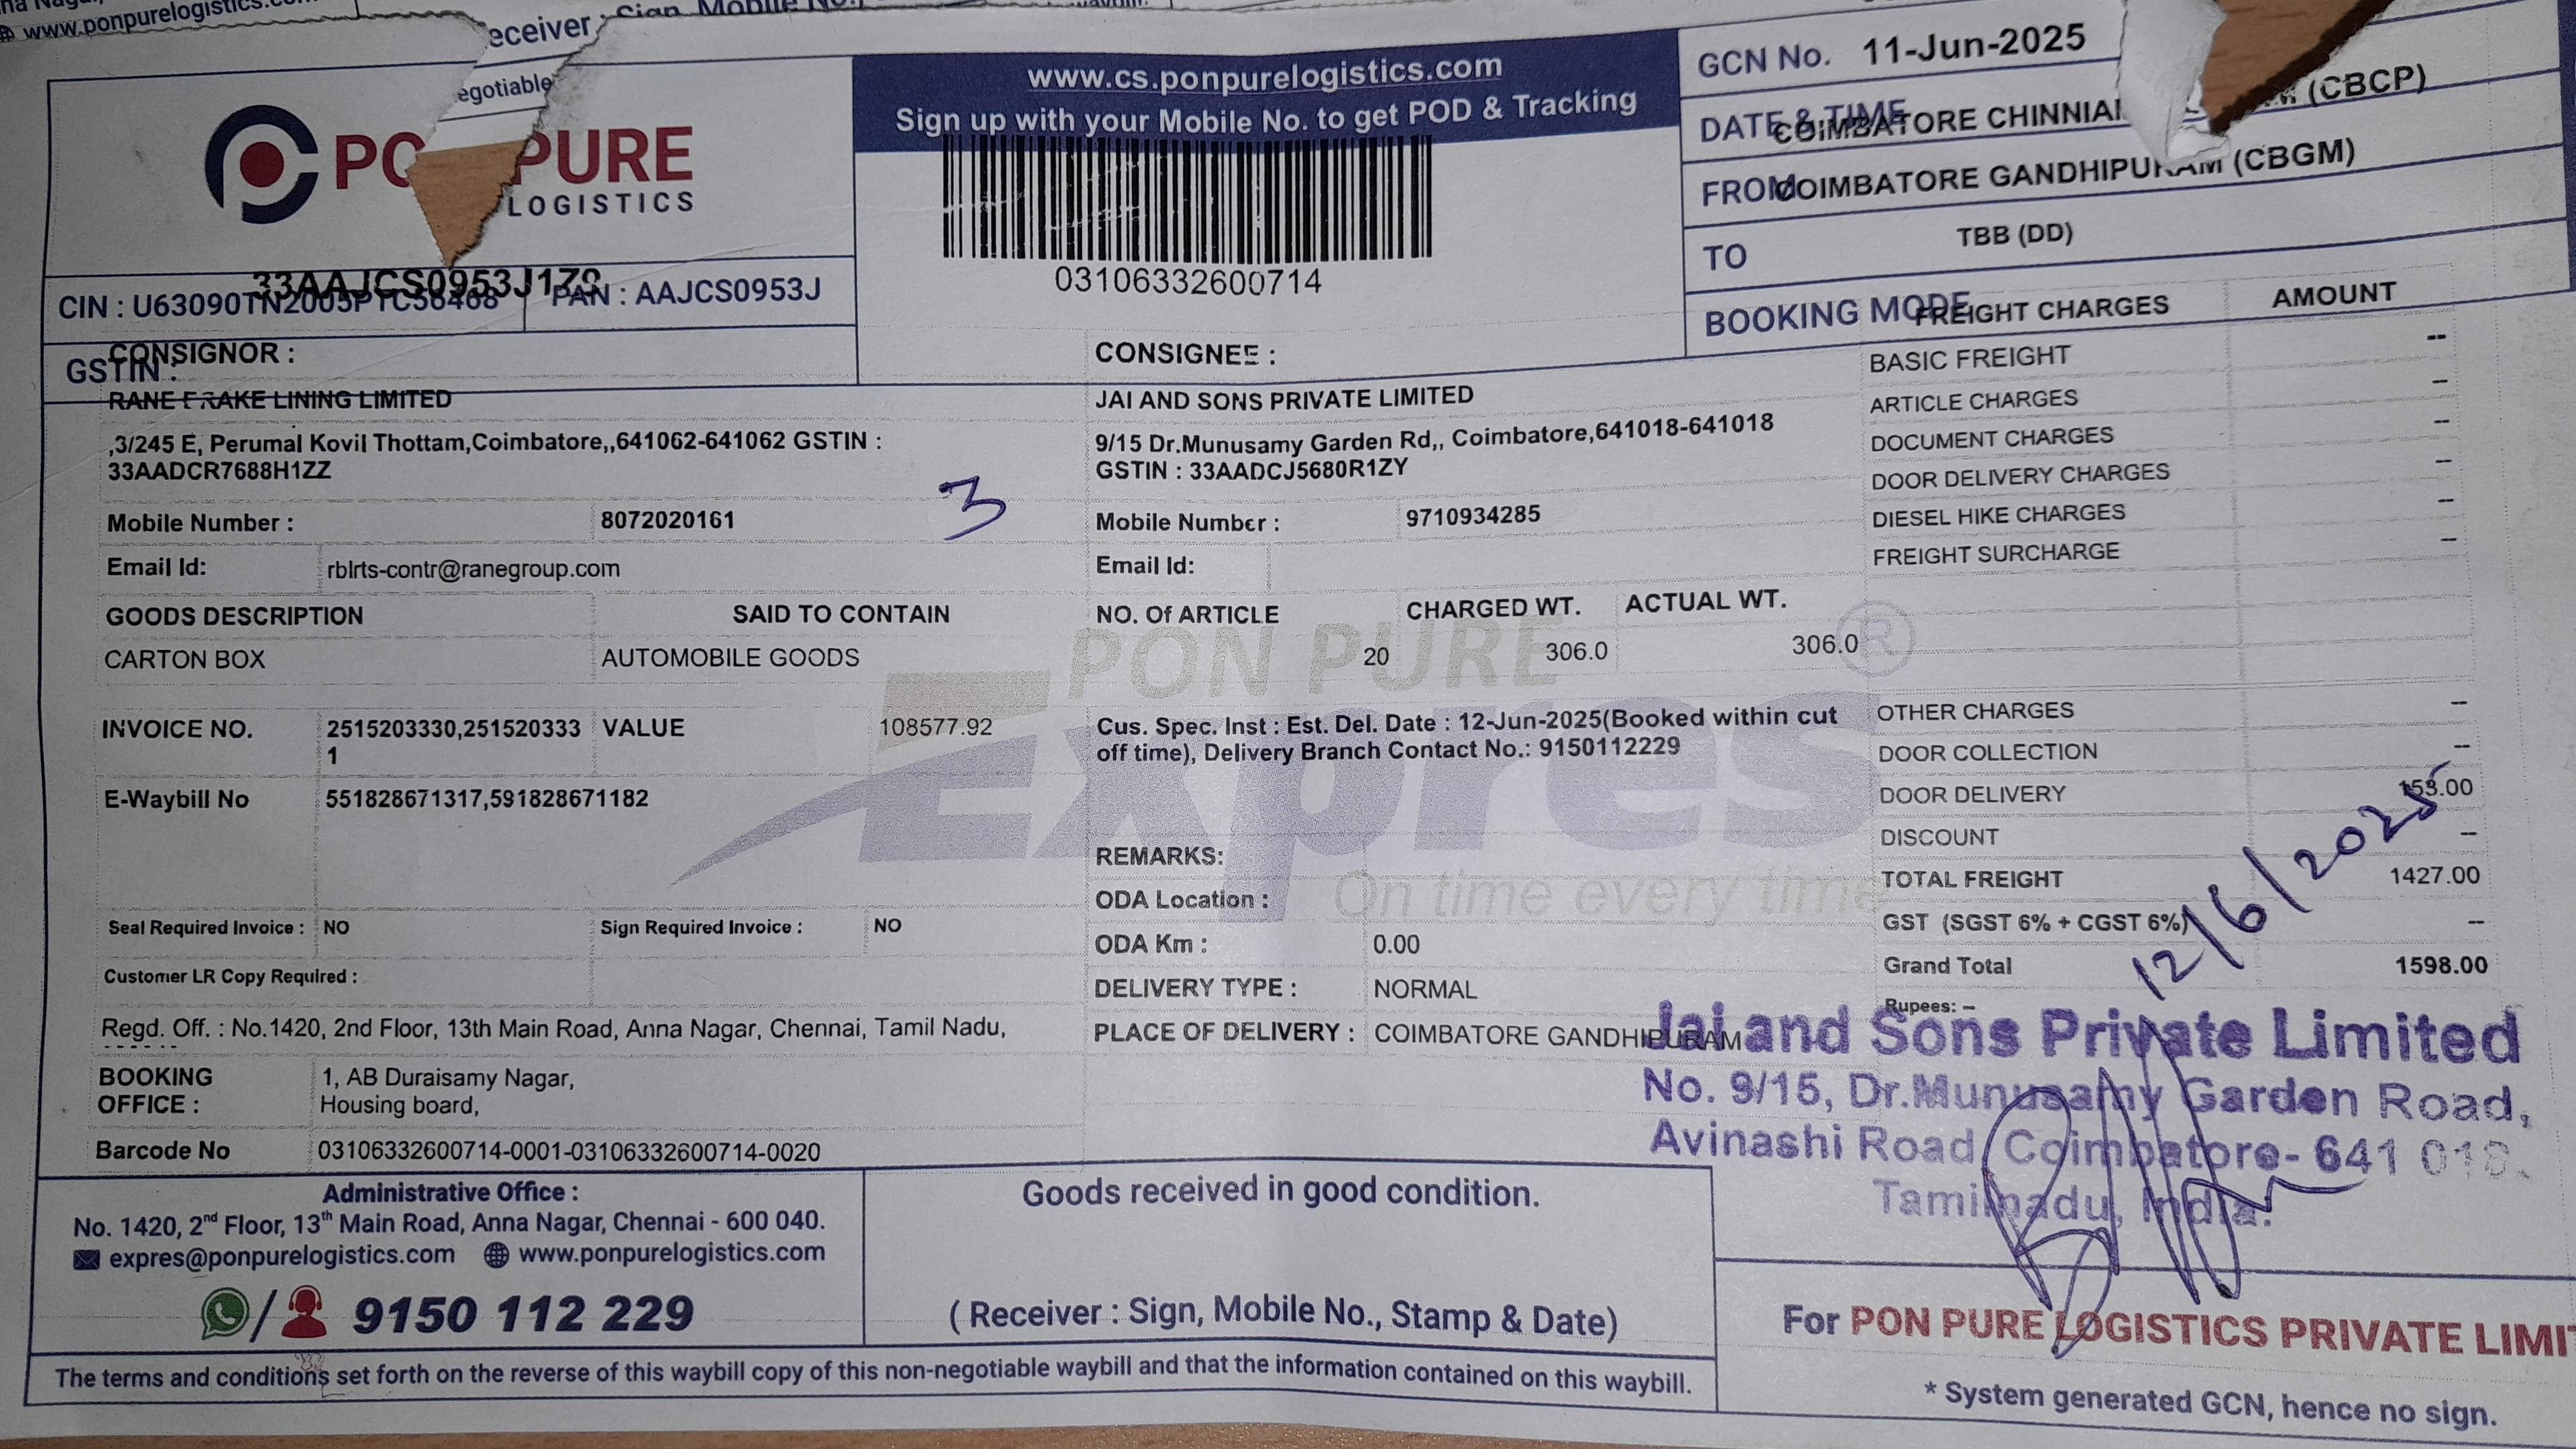 www.ponpurelogistics.com
eceiver : Sign, Mobile No.,
egotiable
PURE
LOGISTICS
www.cs.ponpurelogistics.com
Sign up with your Mobile No. to get POD & Tracking
03106332600714
GCN No. 11-Jun-2025
DATE & TIME COIMBATORE (CBCP)
FROM COIMBATORE GANDHIPURAM (CBGM)
TO TBB (DD)
BOOKING MODE
CIN : PAN : AAJCS0953J
GSTIN :
CONSIGNOR :
RANE BRAKE LINING LIMITED
,3/245 E, Perumal Kovil Thottam,Coimbatore,,641062-641062 GSTIN :
33AADCR7688H1ZZ
Mobile Number : 8072020161
3
Email Id: rblrts-contr@ranegroup.com
CONSIGNEE :
JAI AND SONS PRIVATE LIMITED
9/15 Dr.Munusamy Garden Rd,, Coimbatore,641018-641018
GSTIN : 33AADCJ5680R1ZY
Mobile Number : 9710934285
Email Id:
FREIGHT CHARGES AMOUNT
BASIC FREIGHT --
ARTICLE CHARGES --
DOCUMENT CHARGES --
DOOR DELIVERY CHARGES --
DIESEL HIKE CHARGES --
FREIGHT SURCHARGE --
GOODS DESCRIPTION SAID TO CONTAIN NO. Of ARTICLE CHARGED WT. ACTUAL WT.
CARTON BOX AUTOMOBILE GOODS 20 306.0 306.0
PON PURE
Expres ®
On time every time
INVOICE NO. 2515203330,251520333 VALUE 108577.92
1
E-Waybill No 551828671317,591828671182
Seal Required Invoice : NO Sign Required Invoice : NO
Customer LR Copy Required :
Regd. Off. : No.1420, 2nd Floor, 13th Main Road, Anna Nagar, Chennai, Tamil Nadu,
BOOKING
OFFICE :
1, AB Duraisamy Nagar,
Housing board,
Barcode No 03106332600714-0001-03106332600714-0020
Cus. Spec. Inst : Est. Del. Date : 12-Jun-2025(Booked within cut
off time), Delivery Branch Contact No.: 9150112229
REMARKS:
ODA Location :
ODA Km : 0.00
DELIVERY TYPE : NORMAL
PLACE OF DELIVERY : COIMBATORE GANDHIPURAM
OTHER CHARGES --
DOOR COLLECTION --
DOOR DELIVERY 153.00
DISCOUNT --
TOTAL FREIGHT 1427.00
GST (SGST 6% + CGST 6%) --
Grand Total 1598.00
Rupees: --
12/6/2025
Jai and Sons Private Limited
No. 9/15, Dr.Munusamy Garden Road,
Avinashi Road, Coimbatore- 641 018.
Tamilnadu, India.
Administrative Office :
No. 1420, 2nd Floor, 13th Main Road, Anna Nagar, Chennai - 600 040.
expres@ponpurelogistics.com www.ponpurelogistics.com
/ 9150 112 229
Goods received in good condition.
( Receiver : Sign, Mobile No., Stamp & Date)
For PON PURE LOGISTICS PRIVATE
The terms and conditions set forth on the reverse of this waybill copy of this non-negotiable waybill and that the information contained on this waybill.
* System generated GCN, hence no sign.